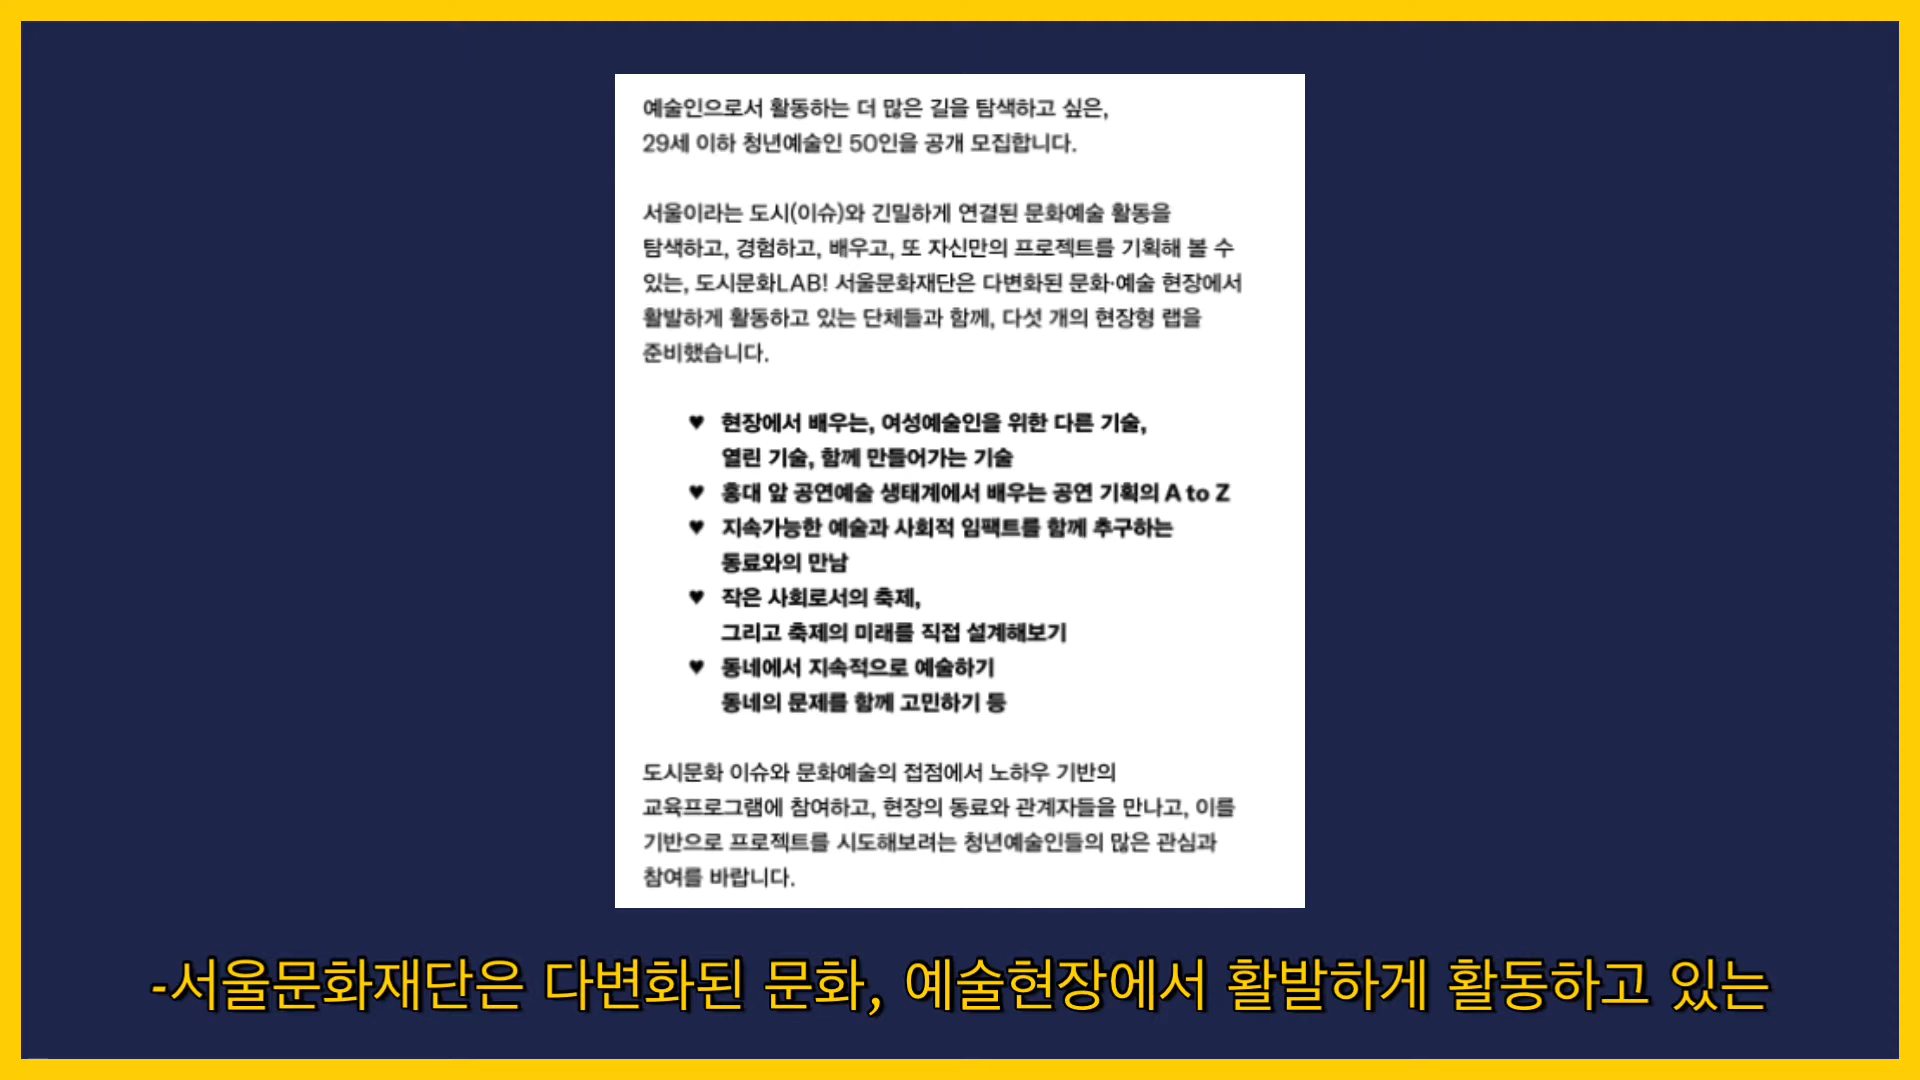 예술인으로서 활동하는 더 많은 길을 탐색하고 싶은,
29세 이하 청년예술인 50인을 공개 모집합니다.
서울이라는 도시(이슈)와 긴밀하게 연결된 문화예술 활동을
탐색하고, 경험하고, 배우고, 또 자신만의 프로젝트를 기획해 볼 수
있는, 도시문화LAB! 서울문화재단은 다변화된 문화·예술 현장에서
활발하게 활동하고 있는 단체들과 함께, 다섯 개의 현장형 랩을
준비했습니다.
♥ 현장에서 배우는, 여성예술인을 위한 다른 기술,
열린 기술, 함께 만들어가는 기술
♥ 홍대 앞 공연예술 생태계에서 배우는 공연 기획의 A to Z
♥ 지속가능한 예술과 사회적 임팩트를 함께 추구하는
동료와의 만남
♥ 작은 사회로서의 축제,
그리고 축제의 미래를 직접 설계해보기
♥ 동네에서 지속적으로 예술하기
동네의 문제를 함께 고민하기 등
도시문화 이슈와 문화예술의 접점에서 노하우 기반의
교육프로그램에 참여하고, 현장의 동료와 관계자들을 만나고, 이를
기반으로 프로젝트를 시도해보려는 청년예술인들의 많은 관심과
참여를 바랍니다.
-서울문화재단은 다변화된 문화, 예술현장에서 활발하게 활동하고 있는